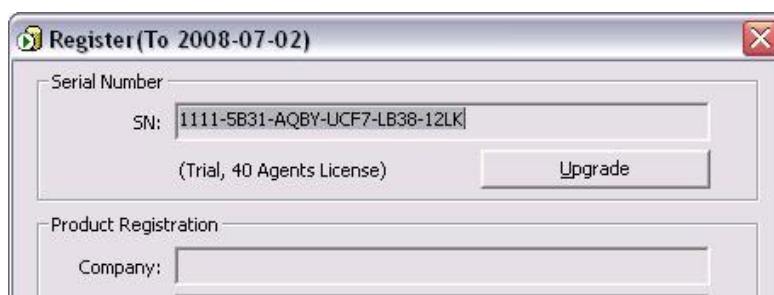 Register(To 2008-07-02)
Serial Number
SN: 1111-5B31-AQBY-UCF7-LB38-12LK
(Trial, 40 Agents License) Upgrade
Product Registration
Company: